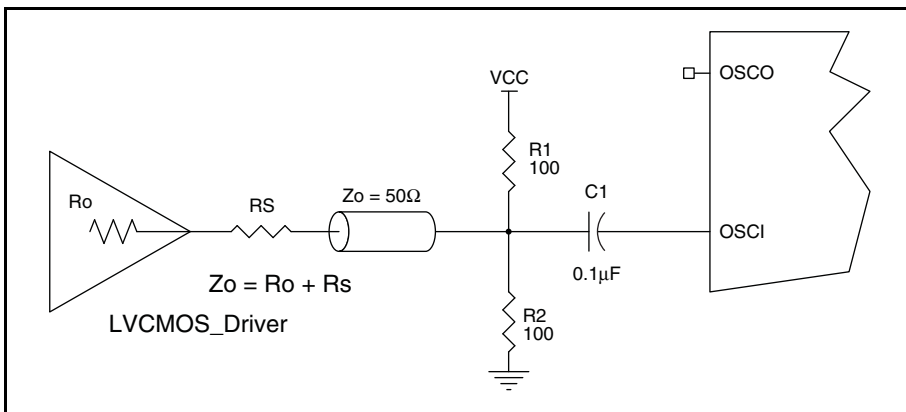 OSCO
VCC
R1
100
Ro
RS
Zo = 50Ω
C1
OSCI
0.1μF
Zo = Ro + Rs
LVCMOS_Driver
R2
100